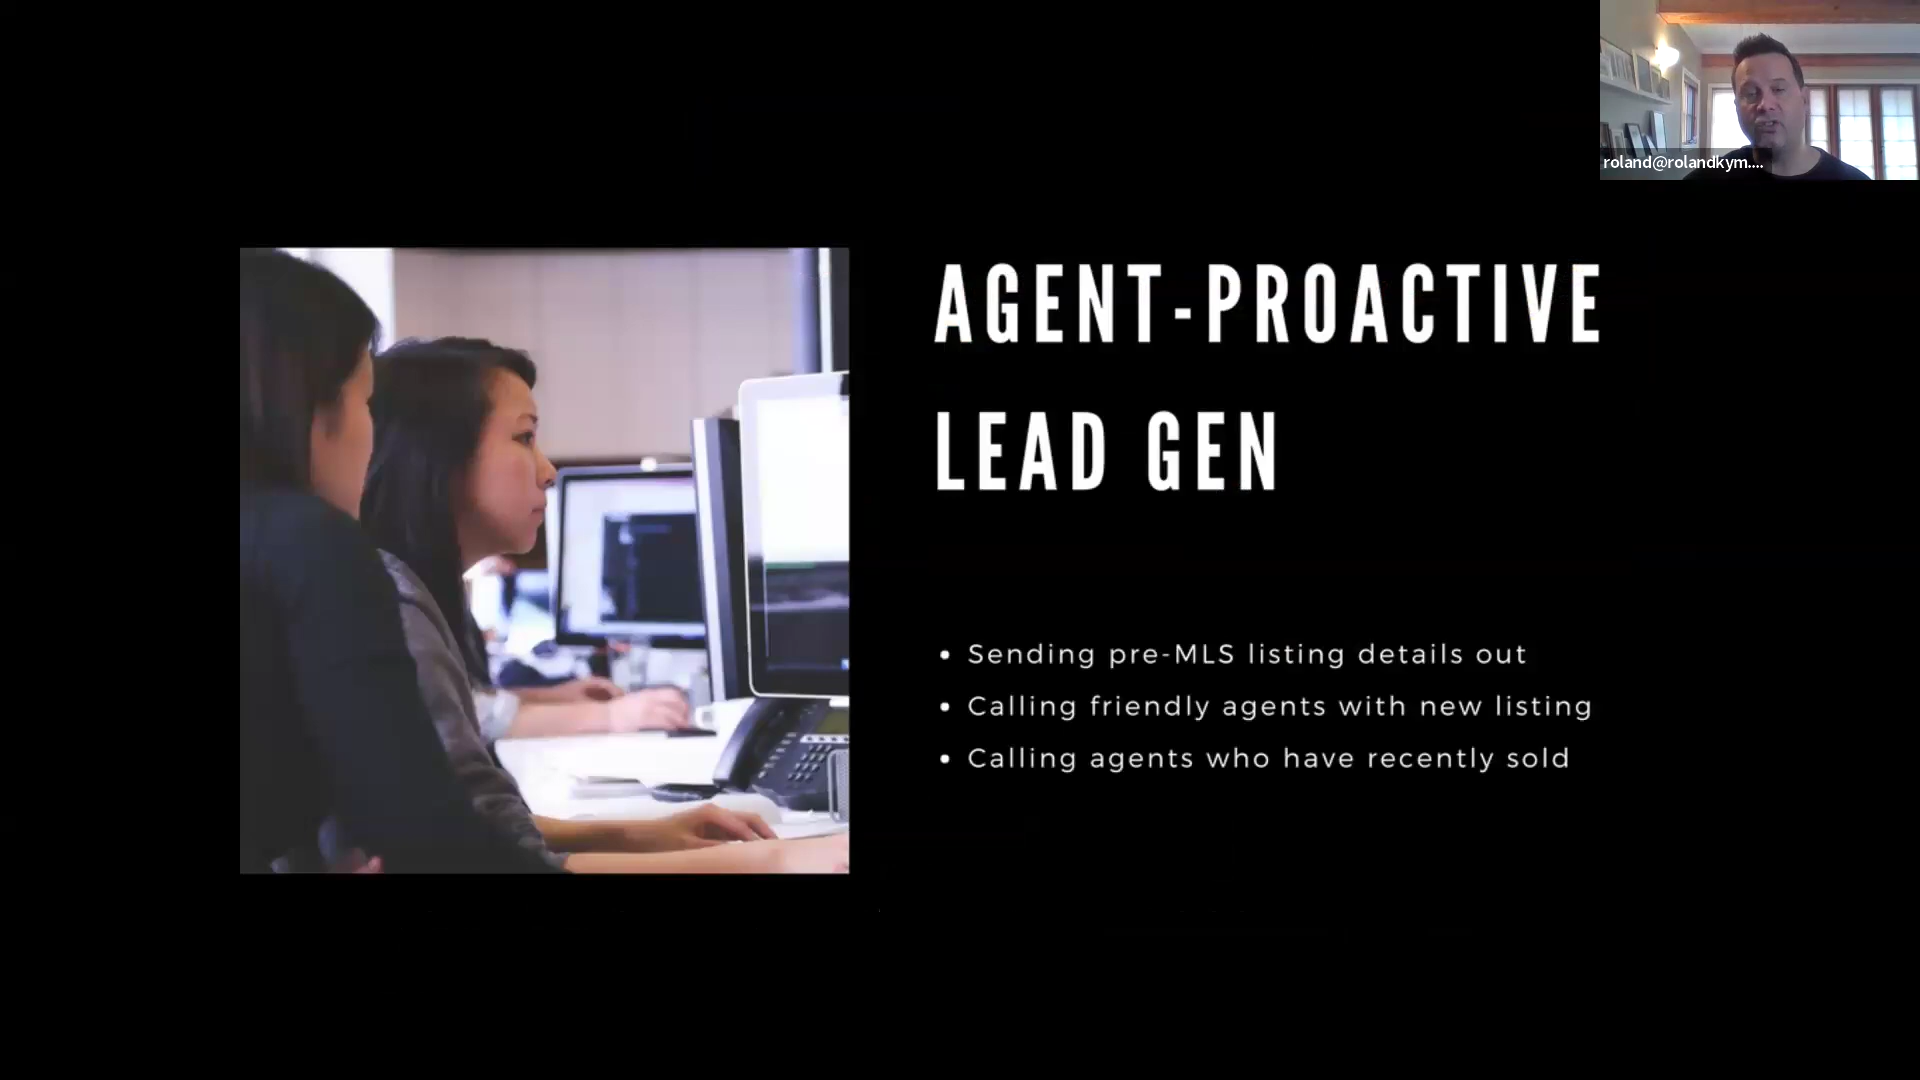 roland@rolandkym....
AGENT-PROACTIVE
LEAD GEN
• Sending pre-MLS listing details out
• Calling friendly agents with new listing
• Calling agents who have recently sold